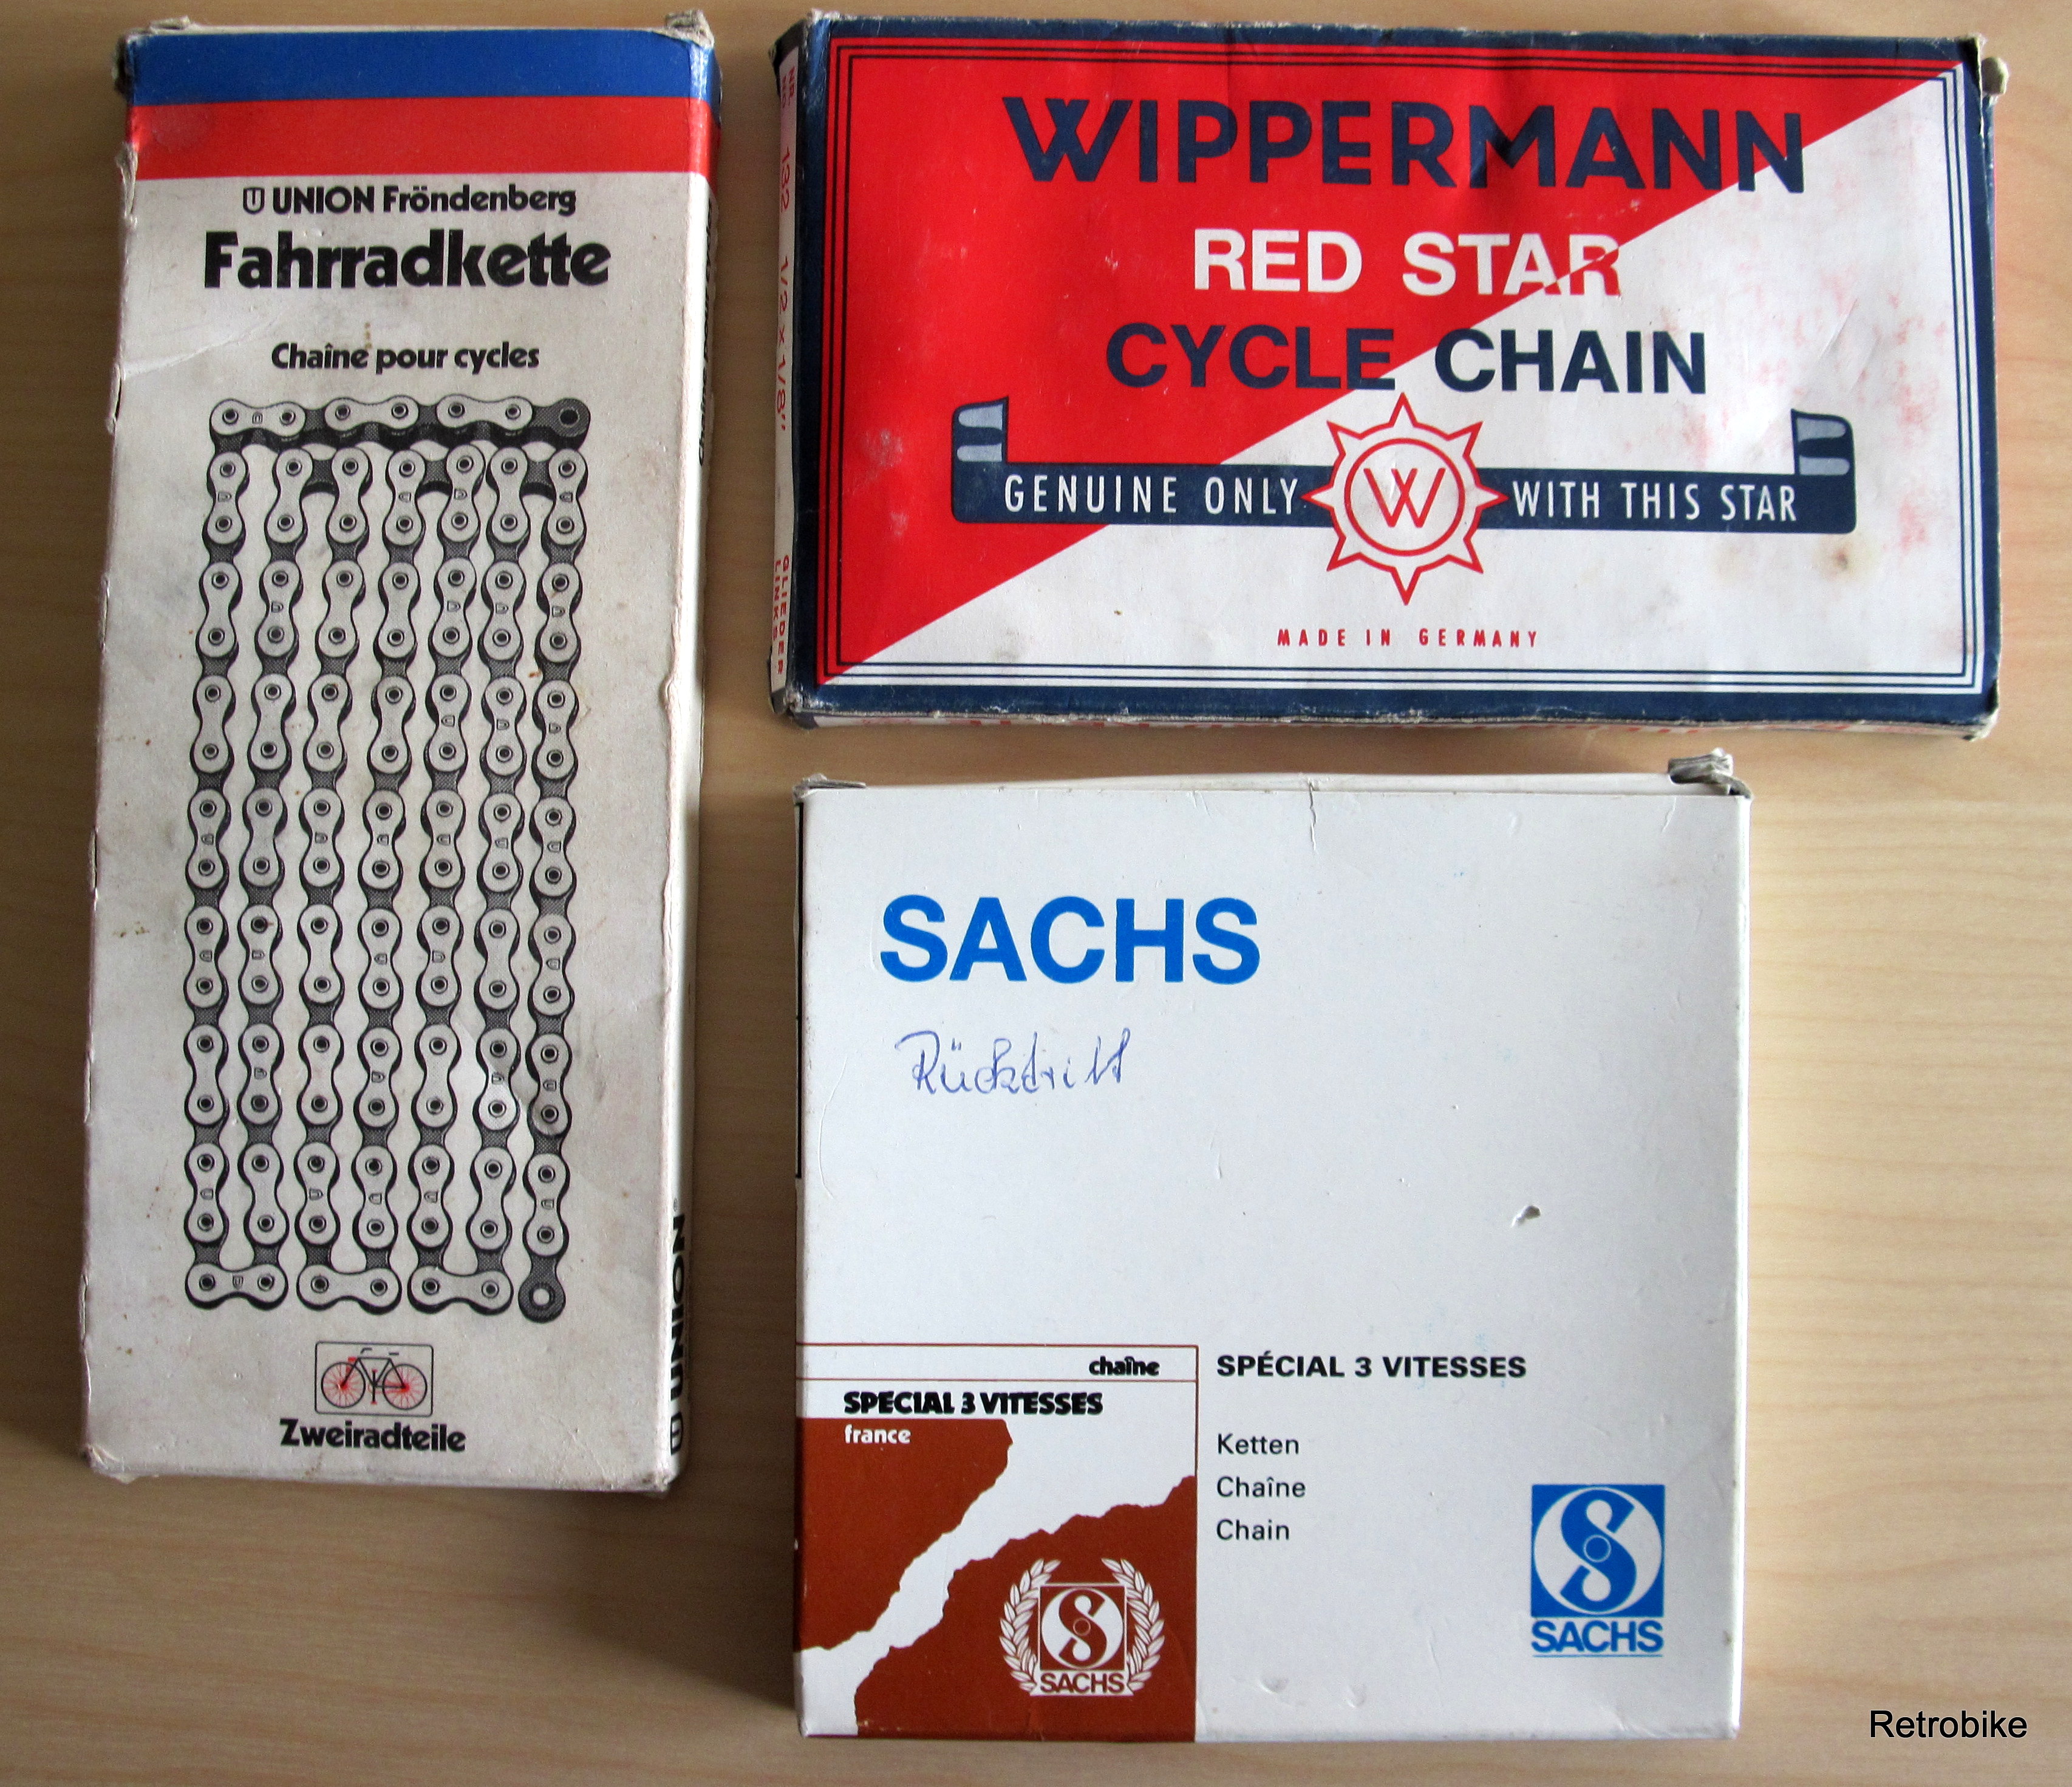 UNION Fröndenberg
Fahrradkette
Chaîne pour cycles
Zweiradteile
UNION
WIPPERMANN
RED STAR
CYCLE CHAIN
GENUINE ONLY W WITH THIS STAR
MADE IN GERMANY
132 1/2 x 1/8"
GLIEDER
LINKS
SACHS
Rücktritt
chaîne
SPECIAL 3 VITESSES
france
SACHS
SPÉCIAL 3 VITESSES
Ketten
Chaîne
Chain
SACHS
Retrobike